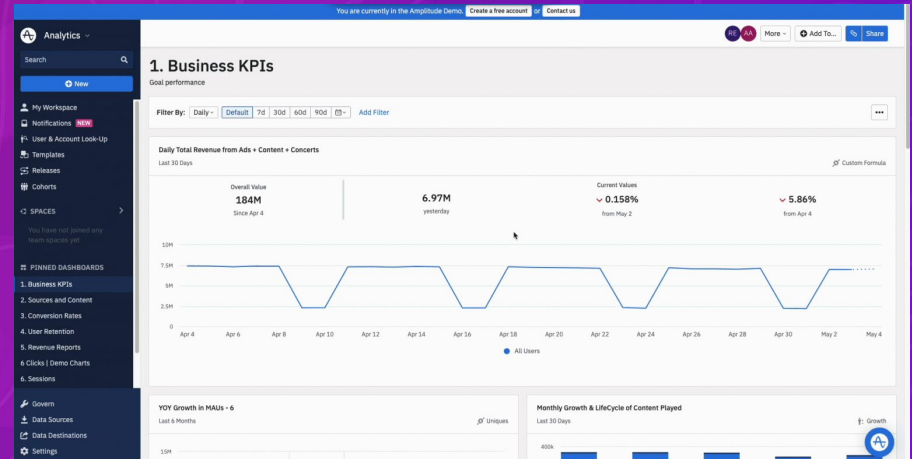 You are currently in the Amplitude Demo. Create a free account or Contact us
Analytics
Search
New
My Workspace
Notifications NEW
User & Account Look-Up
Templates
Releases
Cohorts
SPACES
You have not joined any
team spaces yet
PINNED DASHBOARDS
1. Business KPIs
2. Sources and Content
3. Conversion Rates
4. User Retention
5. Revenue Reports
6 Clicks | Demo Charts
6. Sessions
Govern
Data Sources
Data Destinations
Settings
RE AA More Add To... Share
1. Business KPIs
Goal performance
Filter By: Daily Default 7d 30d 60d 90d Add Filter
Daily Total Revenue from Ads + Content + Concerts
Last 30 Days Custom Formula
Overall Value Current Values
184M 6.97M 0.158% 5.86%
Since Apr 4 yesterday from May 2 from Apr 4
10M
7.5M
5M
2.5M
0
Apr 4 Apr 6 Apr 8 Apr 10 Apr 12 Apr 14 Apr 16 Apr 18 Apr 20 Apr 22 Apr 24 Apr 26 Apr 28 Apr 30 May 2 May 4
All Users
YOY Growth in MAUs - 6
Last 6 Months Uniques
15M
Monthly Growth & LifeCycle of Content Played
Last 30 Days Growth
400k